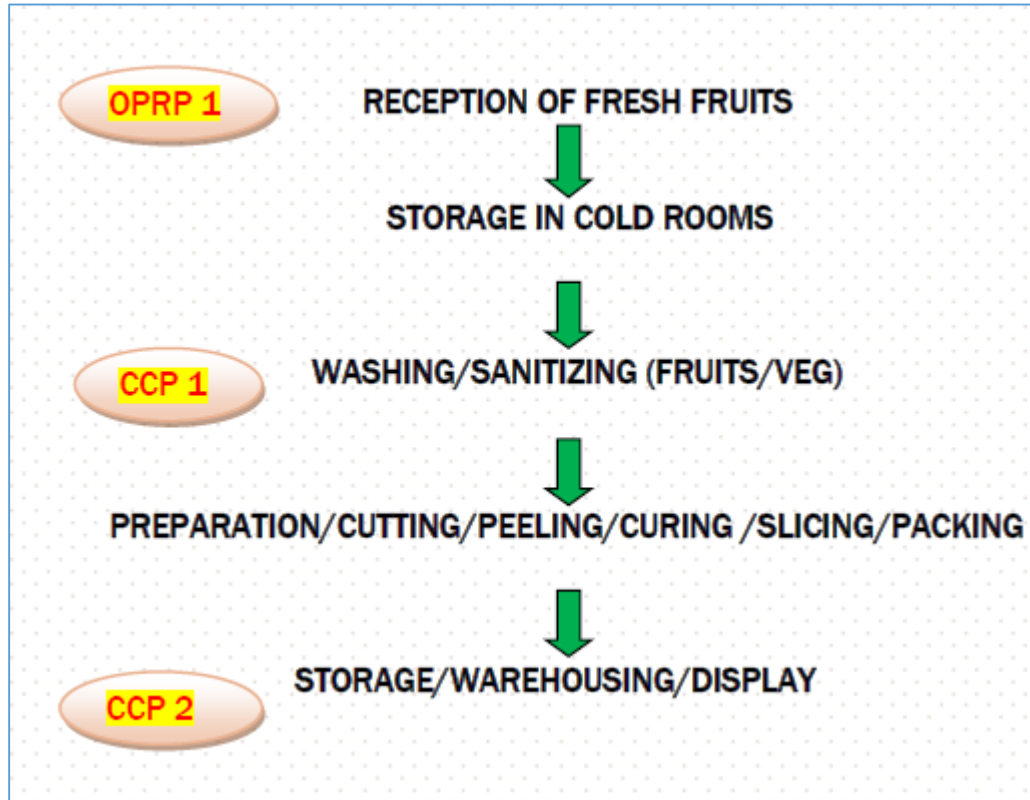 OPRP 1
RECEPTION OF FRESH FRUITS
STORAGE IN COLD ROOMS
CCP 1
WASHING/SANITIZING (FRUITS/VEG)
PREPARATION/CUTTING/PEELING/CURING /SLICING/PACKING
CCP 2
STORAGE/WAREHOUSING/DISPLAY